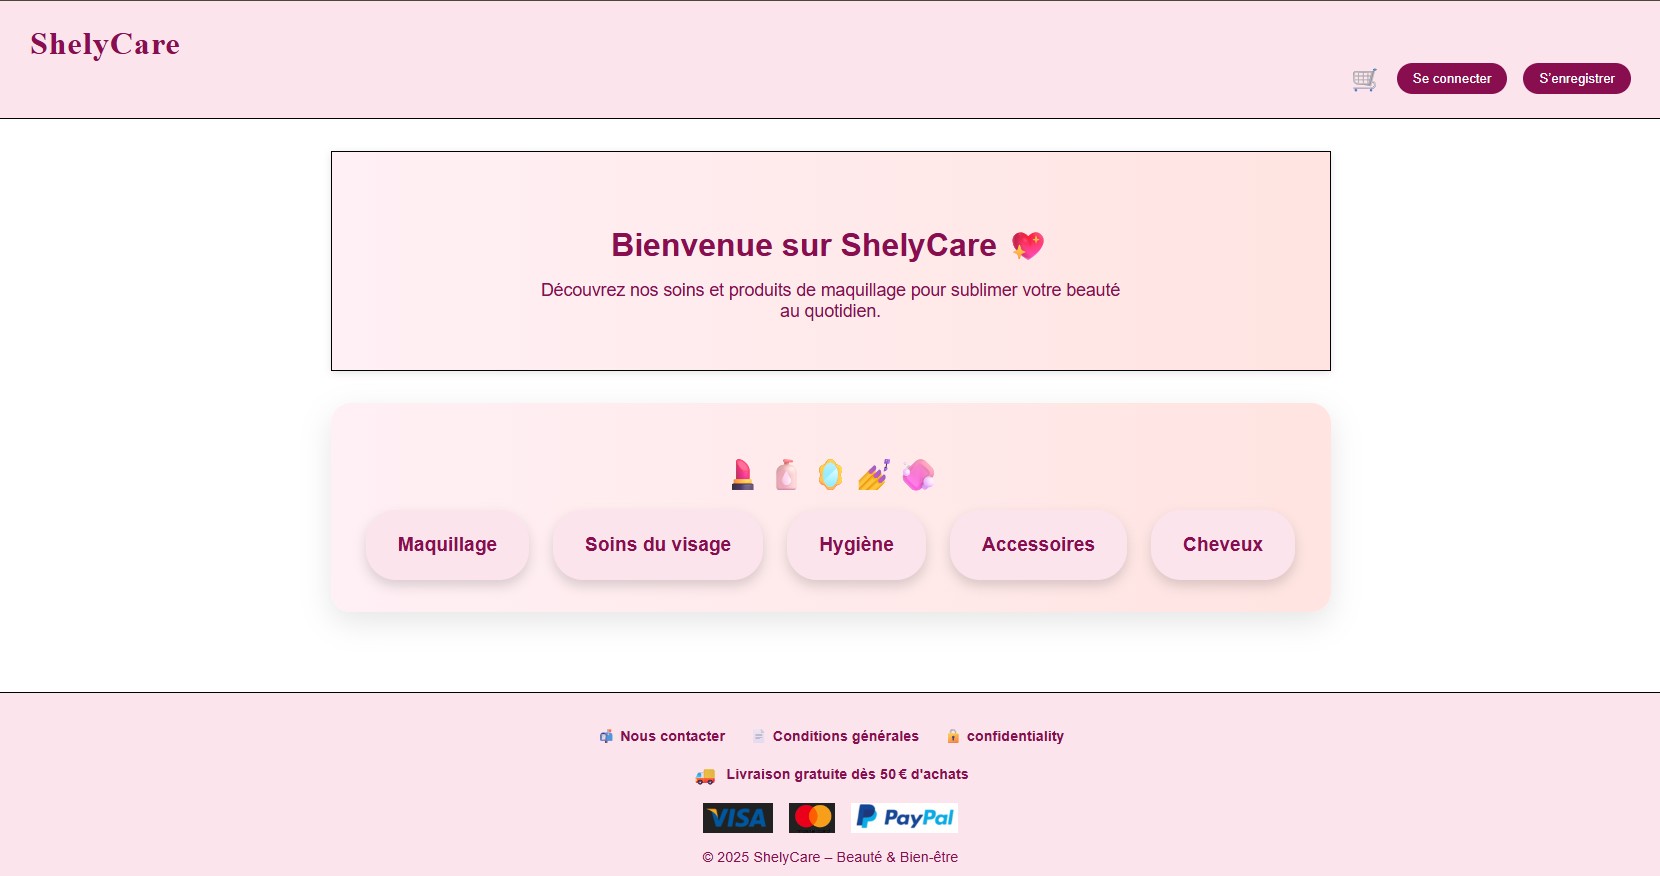 ShelyCare
Se connecter
S'enregistrer
Bienvenue sur ShelyCare
Découvrez nos soins et produits de maquillage pour sublimer votre beauté
au quotidien.
Maquillage
Soins du visage
Hygiène
Accessoires
Cheveux
Nous contacter
Conditions générales
confidentiality
Livraison gratuite dès 50 € d'achats
VISA
PayPal
© 2025 ShelyCare – Beauté & Bien-être